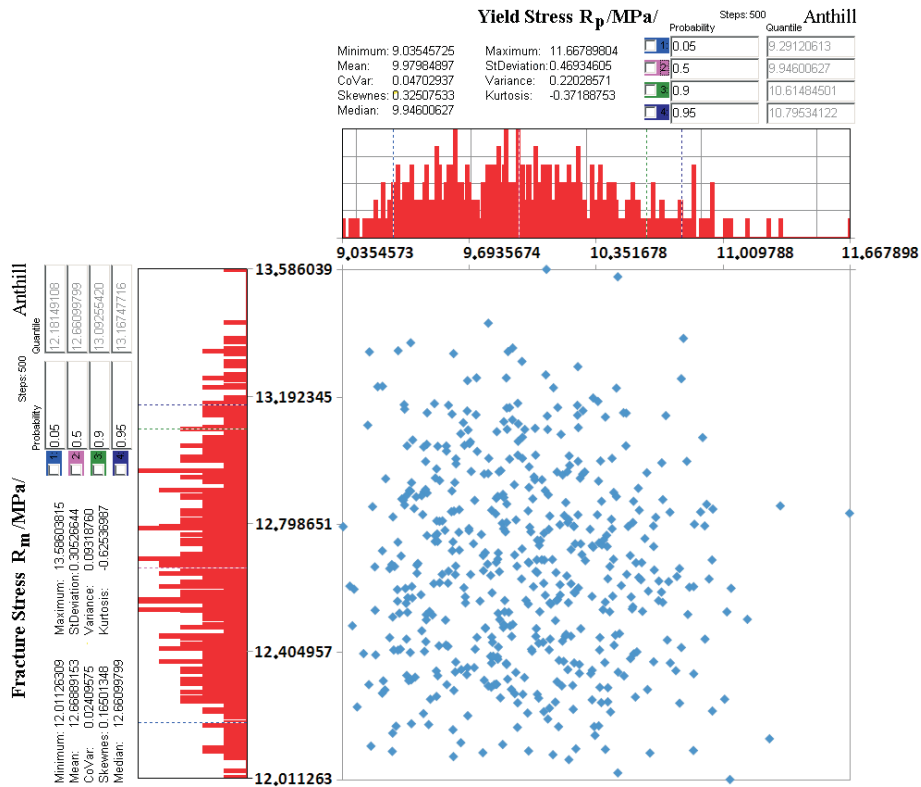 Yield Stress Rp/MPa/ Steps: 500 Anthill
Probability Quantile
Minimum: 9.03545725 Maximum: 11.66789804 1 0.05 9.29120613
Mean: 9.97984897 StDeviation: 0.46934605 2 0.5 9.94600627
CoVar: 0.04702937 Variance: 0.22028571 3 0.9 10.61484501
Skewnes: 0.32507533 Kurtosis: -0.37188753 4 0.95 10.79534122
Median: 9.94600627
9,0354573 9,6935674 10,351678 11,009788 11,667898
13,586039
13,192345
12,798651
12,404957
12,011263
Fracture Stress Rm/MPa/ Steps: 500 Anthill
Probability Quantile
Minimum: 12.01126309 Maximum: 13.58603815 1 0.05 12.18149108
Mean: 12.66889153 StDeviation: 0.30526644 2 0.5 12.66099799
CoVar: 0.02409575 Variance: 0.09318760 3 0.9 13.09255420
Skewnes: 0.16501348 Kurtosis: -0.62536987 4 0.95 13.16747716
Median: 12.66099799